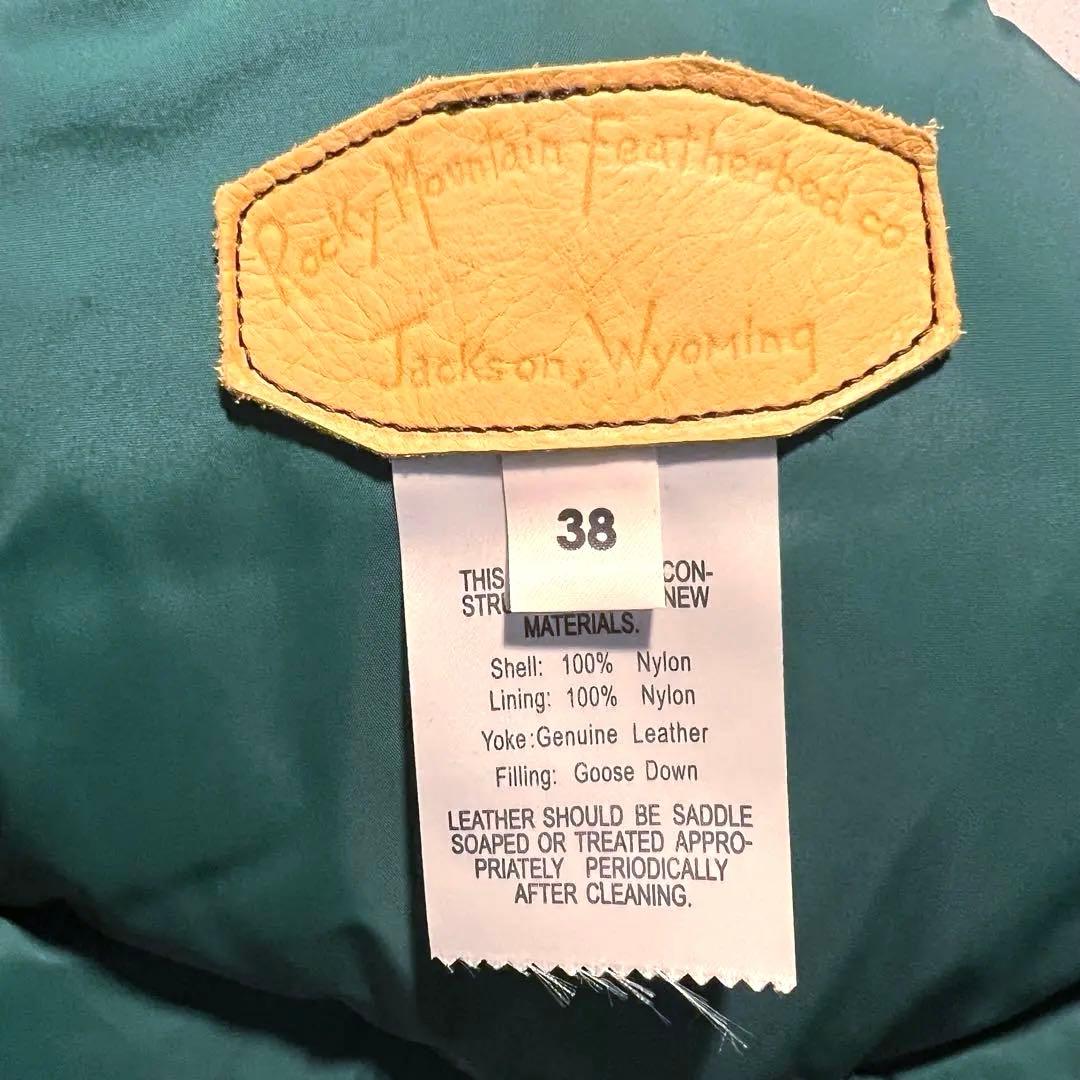 Rocky Mountain Featherbed co
Jackson, Wyoming
38
THIS CON-
STRU NEW
MATERIALS.
Shell: 100% Nylon
Lining: 100% Nylon
Yoke:Genuine Leather
Filling: Goose Down
LEATHER SHOULD BE SADDLE
SOAPED OR TREATED APPRO-
PRIATELY PERIODICALLY
AFTER CLEANING.